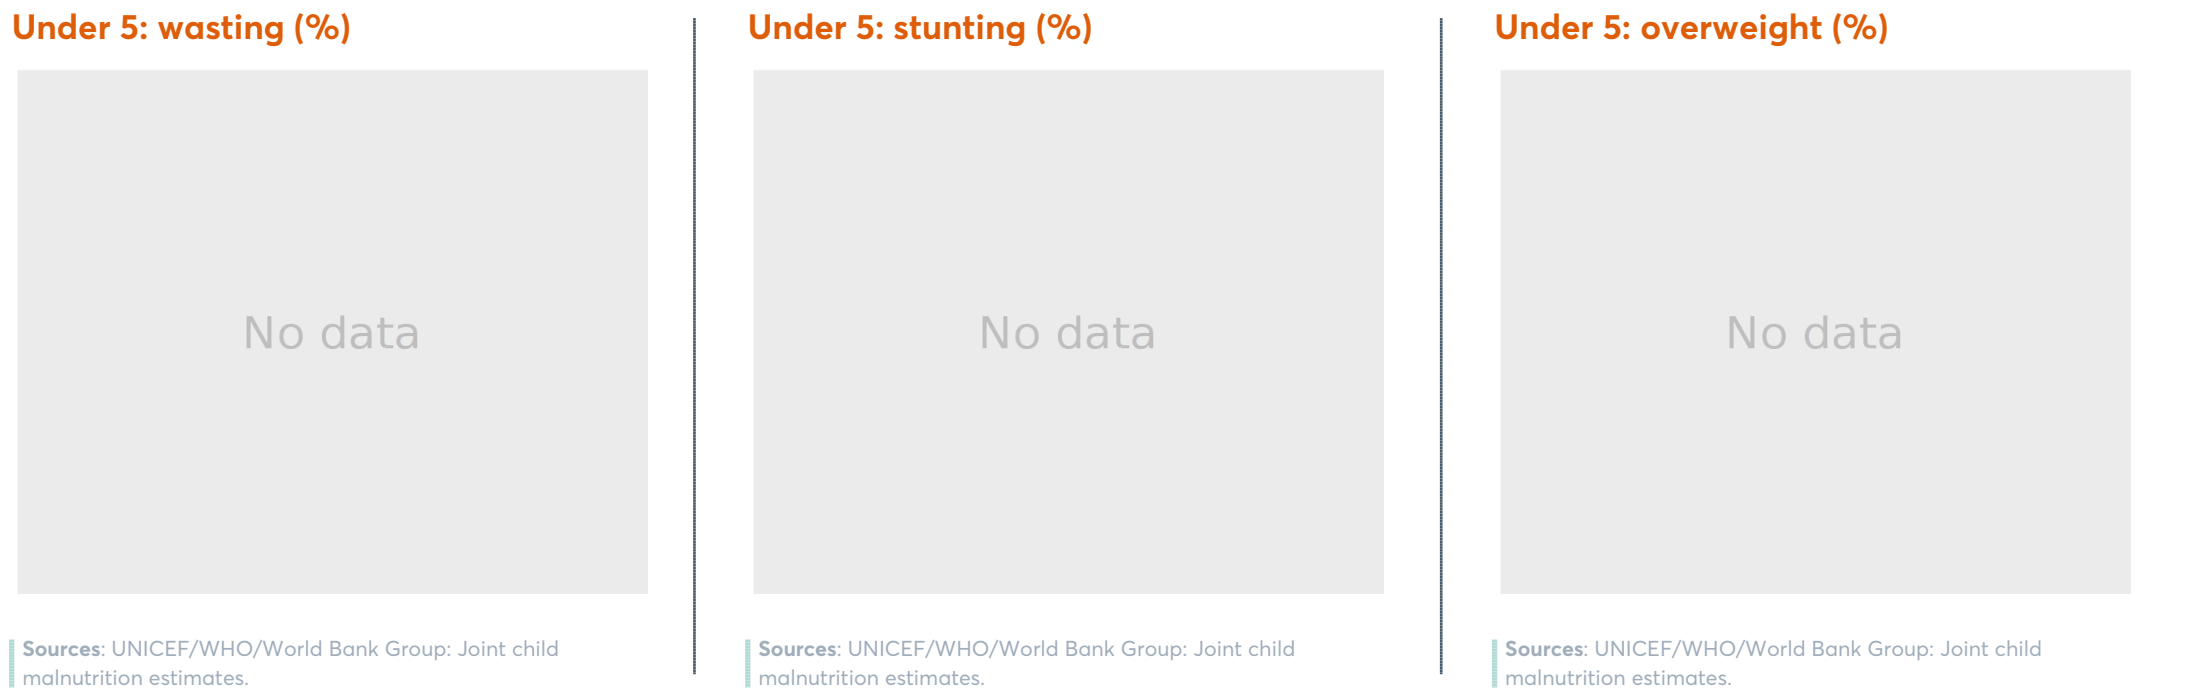 Under 5: wasting (%)
No data
Sources: UNICEF/WHO/World Bank Group: Joint child
malnutrition estimates.
Under 5: stunting (%)
No data
Sources: UNICEF/WHO/World Bank Group: Joint child
malnutrition estimates.
Under 5: overweight (%)
No data
Sources: UNICEF/WHO/World Bank Group: Joint child
malnutrition estimates.